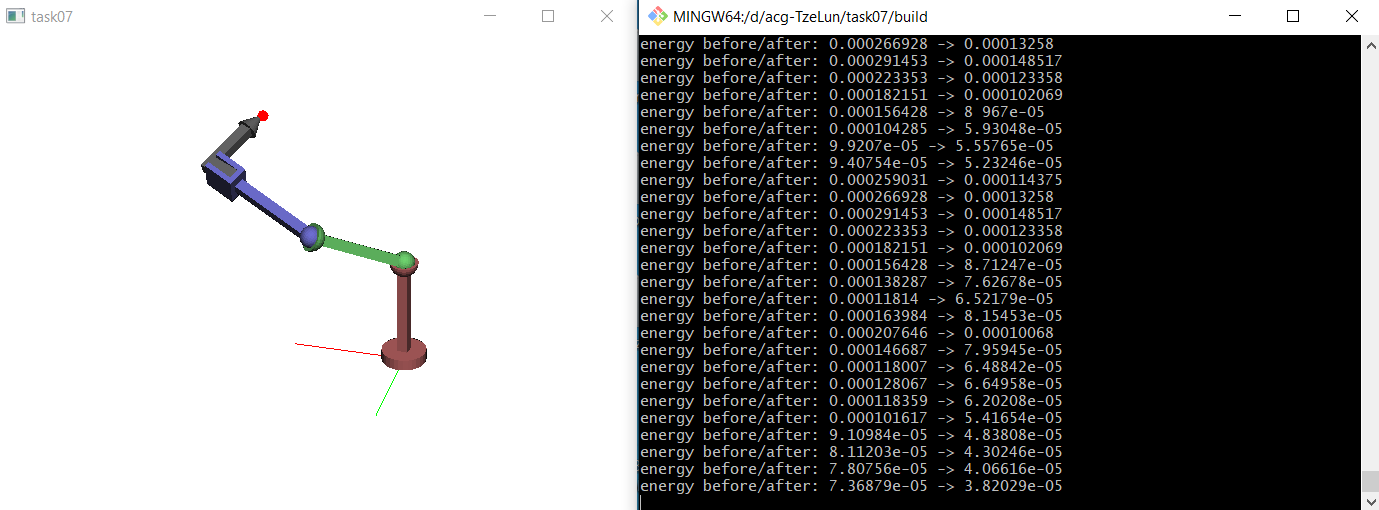 task07
MINGW64:/d/acg-TzeLun/task07/build
energy before/after: 0.000266928 -> 0.00013258
energy before/after: 0.000291453 -> 0.000148517
energy before/after: 0.000223353 -> 0.000123358
energy before/after: 0.000182151 -> 0.000102069
energy before/after: 0.000156428 -> 8 967e-05
energy before/after: 0.000104285 -> 5.93048e-05
energy before/after: 9.9207e-05 -> 5.55765e-05
energy before/after: 9.40754e-05 -> 5.23246e-05
energy before/after: 0.000259031 -> 0.000114375
energy before/after: 0.000266928 -> 0.00013258
energy before/after: 0.000291453 -> 0.000148517
energy before/after: 0.000223353 -> 0.000123358
energy before/after: 0.000182151 -> 0.000102069
energy before/after: 0.000156428 -> 8.71247e-05
energy before/after: 0.000138287 -> 7.62678e-05
energy before/after: 0.00011814 -> 6.52179e-05
energy before/after: 0.000163984 -> 8.15453e-05
energy before/after: 0.000207646 -> 0.00010068
energy before/after: 0.000146687 -> 7.95945e-05
energy before/after: 0.000118007 -> 6.48842e-05
energy before/after: 0.000128067 -> 6.64958e-05
energy before/after: 0.000118359 -> 6.20208e-05
energy before/after: 0.000101617 -> 5.41654e-05
energy before/after: 9.10984e-05 -> 4.83808e-05
energy before/after: 8.11203e-05 -> 4.30246e-05
energy before/after: 7.80756e-05 -> 4.06616e-05
energy before/after: 7.36879e-05 -> 3.82029e-05